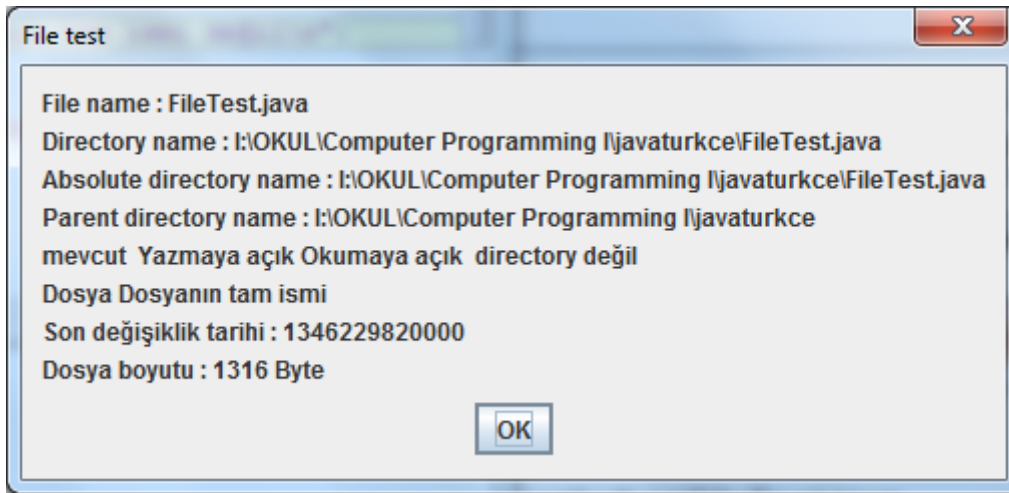 File test
File name : FileTest.java
Directory name : I:\OKUL\Computer Programming I\javaturkce\FileTest.java
Absolute directory name : I:\OKUL\Computer Programming I\javaturkce\FileTest.java
Parent directory name : I:\OKUL\Computer Programming I\javaturkce
mevcut Yazmaya açık Okumaya açık directory değil
Dosya Dosyanın tam ismi
Son değişiklik tarihi : 1346229820000
Dosya boyutu : 1316 Byte
OK